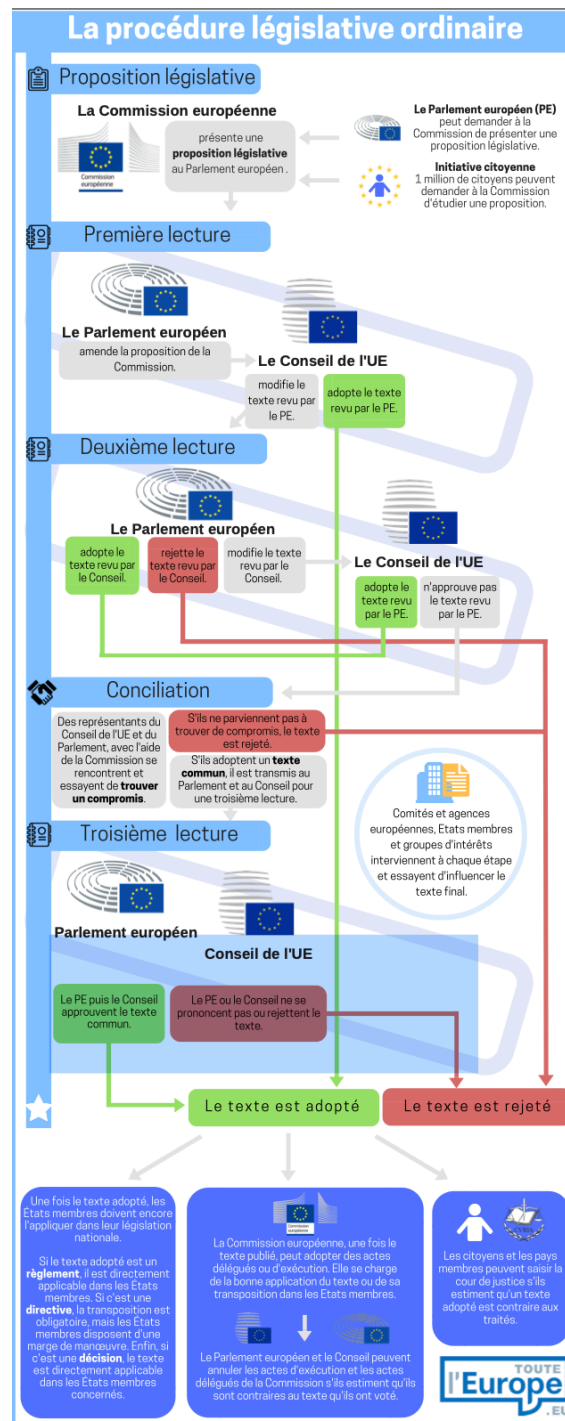 La procédure législative ordinaire
Proposition législative
La Commission européenne
Commission
européenne
présente une
proposition législative
au Parlement européen .
Le Parlement européen (PE)
peut demander à la
Commission de présenter une
proposition législative.
Initiative citoyenne
1 million de citoyens peuvent
demander à la Commission
d'étudier une proposition.
Première lecture
Le Parlement européen
amende la proposition de la
Commission.
Le Conseil de l'UE
modifie le
texte revu par
le PE.
adopte le texte
revu par le PE.
Deuxième lecture
Le Parlement européen
adopte le
texte revu par
le Conseil.
rejette le
texte revu par
le Conseil.
modifie le texte
revu par le
Conseil.
Le Conseil de l'UE
adopte le
texte revu
par le PE.
n'approuve pas
le texte revu
par le PE.
Conciliation
Des représentants du
Conseil de l'UE et du
Parlement, avec l'aide
de la Commission se
rencontrent et
essayent de trouver
un compromis.
S'ils ne parviennent pas à
trouver de compromis, le texte
est rejeté.
S'ils adoptent un texte
commun, il est transmis au
Parlement et au Conseil pour
une troisième lecture.
Comités et agences
européennes, Etats membres
et groupes d'intérêts
interviennent à chaque étape
et essayent d'influencer le
texte final.
Troisième lecture
Parlement européen
Conseil de l'UE
Le PE puis le Conseil
approuvent le texte
commun.
Le PE ou le Conseil ne se
prononcent pas ou rejettent le
texte.
Le texte est adopté
Le texte est rejeté
Une fois le texte adopté, les
États membres doivent encore
l'appliquer dans leur législation
nationale.
Si le texte adopté est un
règlement, il est directement
applicable dans les États
membres. Si c'est une
directive, la transposition est
obligatoire, mais les États
membres disposent d'une
marge de manœuvre. Enfin, si
c'est une décision, le texte
est directement applicable
dans les États membres
concernés.
Commission
européenne
La Commission européenne, une fois le
texte publié, peut adopter des actes
délégués ou d'exécution. Elle se charge
de la bonne application du texte ou de sa
transposition dans les Etats membres.
Le Parlement européen et le Conseil peuvent
annuler les actes d'exécution et les actes
délégués de la Commission s'ils estiment qu'ils
sont contraires au texte qu'ils ont voté.
Les citoyens et les pays
membres peuvent saisir la
cour de justice s'ils
estiment qu'un texte
adopté est contraire aux
traités.
TOUTE
l'Europe
.EU